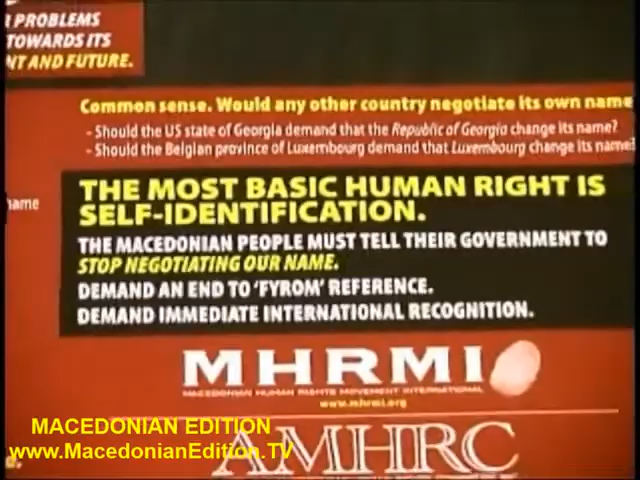 PROBLEMS
TOWARDS ITS
NT AND FUTURE.
Common sense. Would any other country negotiate its own name
- Should the US state of Georgia demand that the Republic of Georgia change its name?
- Should the Belgian province of Luxembourg demand that Luxembourg change its name?
name
THE MOST BASIC HUMAN RIGHT IS
SELF-IDENTIFICATION.
THE MACEDONIAN PEOPLE MUST TELL THEIR GOVERNMENT TO
STOP NEGOTIATING OUR NAME.
DEMAND AN END TO 'FYROM' REFERENCE.
DEMAND IMMEDIATE INTERNATIONAL RECOGNITION.
MHRMI
MACEDONIAN HUMAN RIGHTS MOVEMENT INTERNATIONAL
www.mhrmi.org
MACEDONIAN EDITION
www.MacedonianEdition.TV
AMHRC